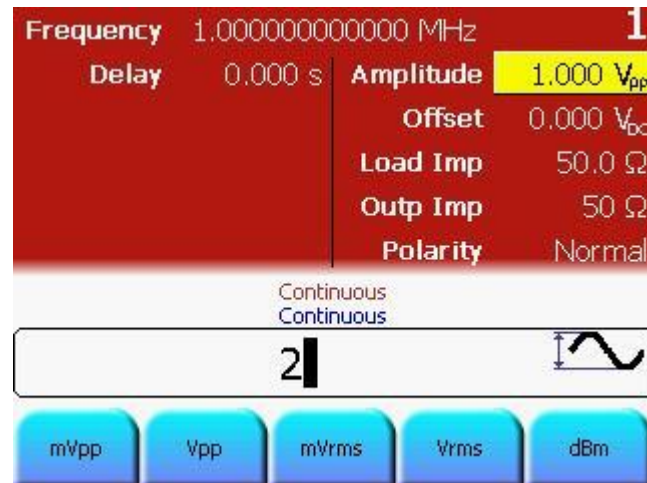 Frequency 1.000000000000 MHz 1
Delay 0.000 s Amplitude 1.000 Vpp
Offset 0.000 VDC
Load Imp 50.0 Ω
Outp Imp 50 Ω
Polarity Normal
Continuous
Continuous
2
mVpp Vpp mVrms Vrms dBm